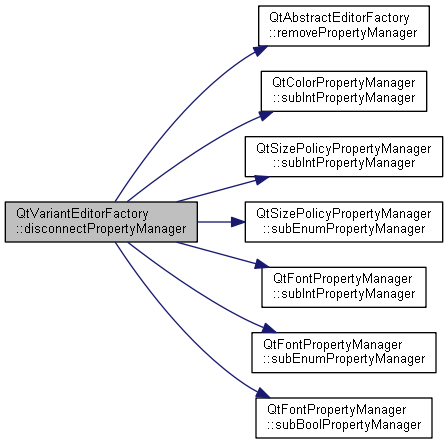 QtAbstractEditorFactory
::removePropertyManager
QtColorPropertyManager
::subIntPropertyManager
QtSizePolicyPropertyManager
::subIntPropertyManager
QtVariantEditorFactory
::disconnectPropertyManager
QtSizePolicyPropertyManager
::subEnumPropertyManager
QtFontPropertyManager
::subIntPropertyManager
QtFontPropertyManager
::subEnumPropertyManager
QtFontPropertyManager
::subBoolPropertyManager